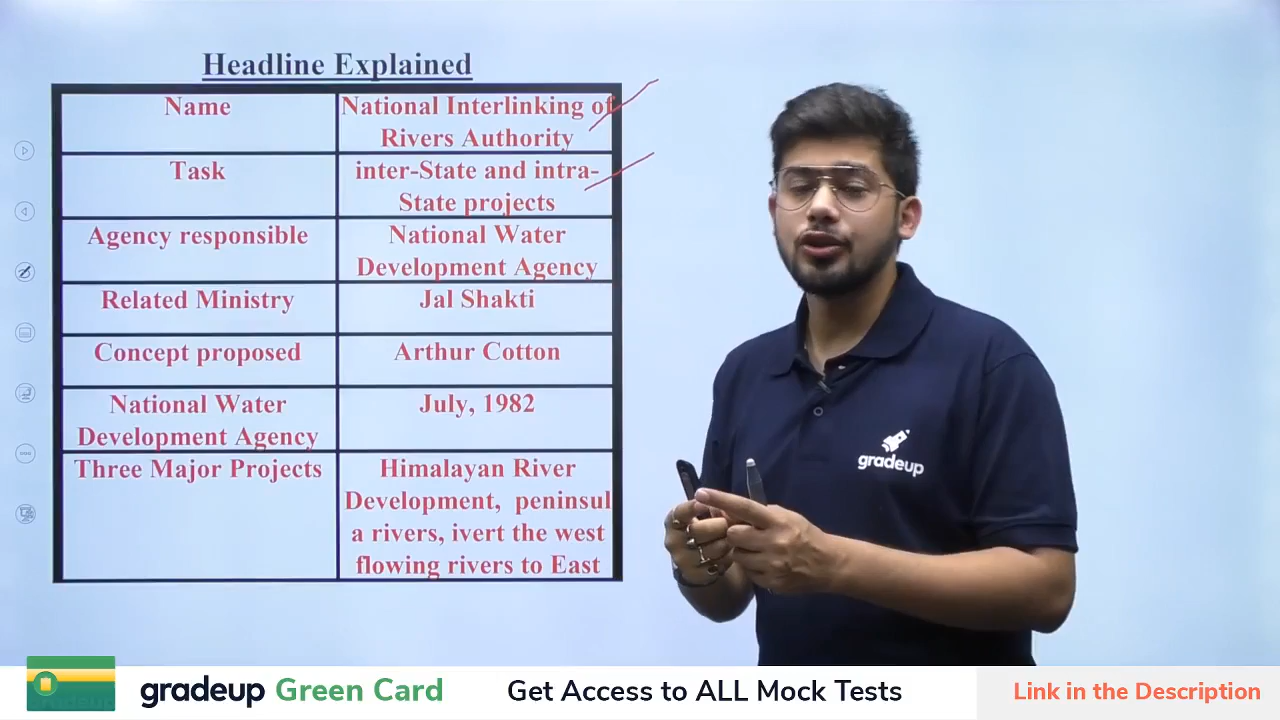 Headline Explained
Name
National Interlinking of
Rivers Authority
Task
inter-State and intra-
State projects
Agency responsible
National Water
Development Agency
Related Ministry
Jal Shakti
Concept proposed
Arthur Cotton
National Water
Development Agency
July, 1982
Three Major Projects
Himalayan River
Development, peninsul
a rivers, ivert the west
flowing rivers to East
gradeup
gradeup Green Card
Get Access to ALL Mock Tests
Link in the Description